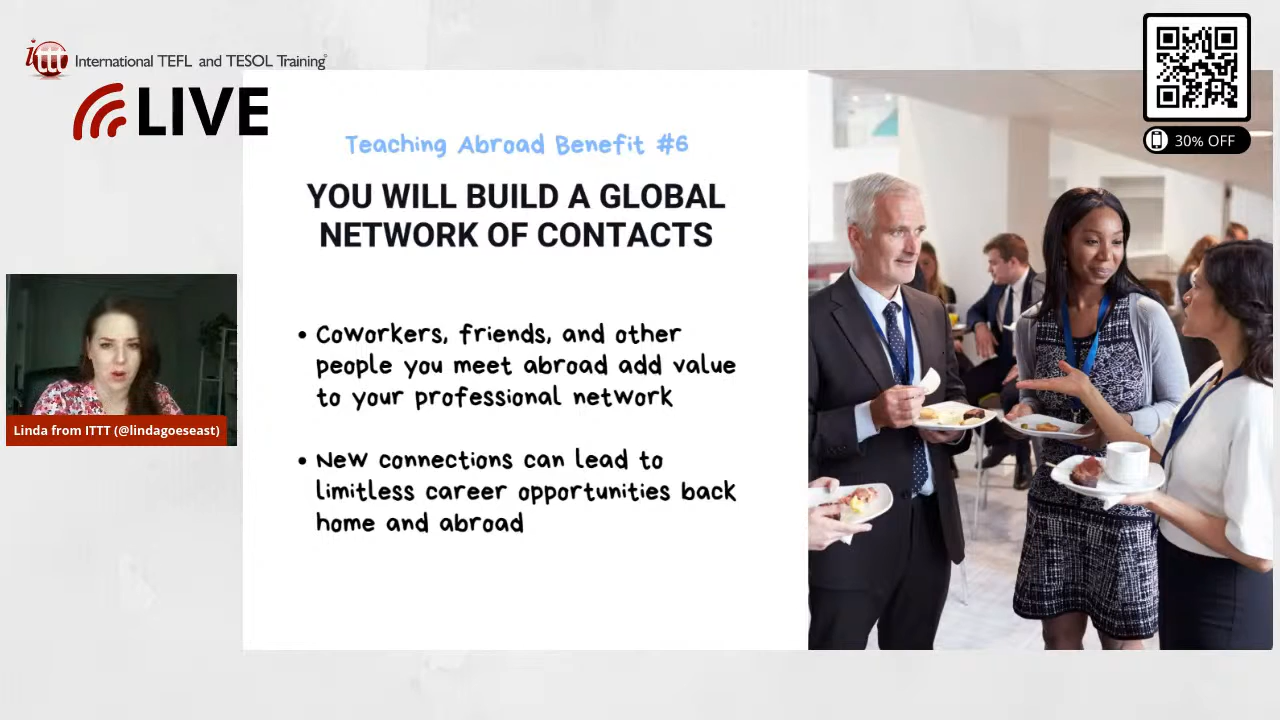 ittt International TEFL and TESOL Training
LIVE
30% OFF
Teaching Abroad Benefit #6
YOU WILL BUILD A GLOBAL
NETWORK OF CONTACTS
• Coworkers, friends, and other
people you meet abroad add value
to your professional network
• New connections can lead to
limitless career opportunities back
home and abroad
Linda from ITTT (@lindagoeseast)